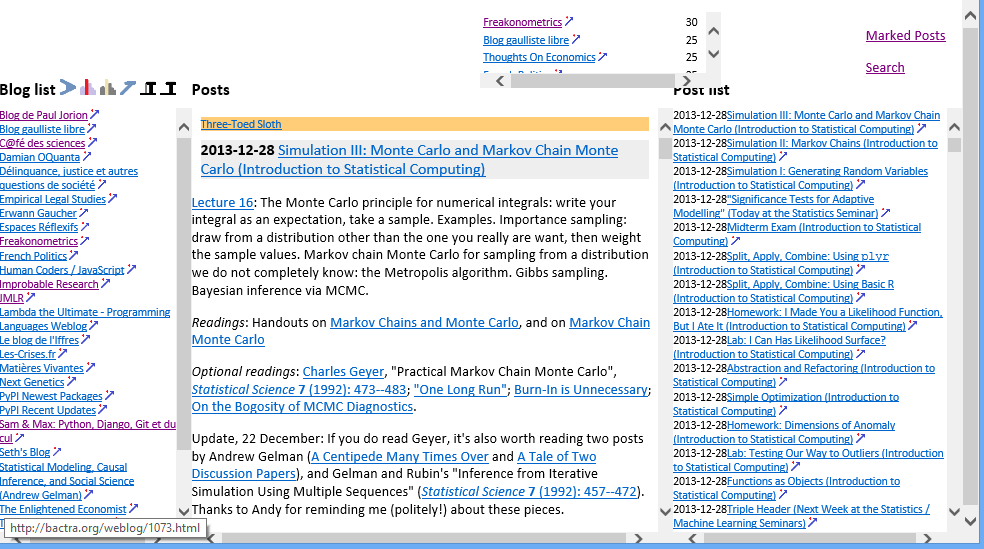 Freakonometrics 30
Blog gaulliste libre 25
Thoughts On Economics 25
Marked Posts
Search
Blog list
Blog de Paul Jorion
Blog gaulliste libre
C@fé des sciences
Damian OQuanta
Délinquance, justice et autres
questions de société
Empirical Legal Studies
Erwann Gaucher
Espaces Réflexifs
Freakonometrics
French Politics
Human Coders / JavaScript
Improbable Research
JMLR
Lambda the Ultimate - Programming
Languages Weblog
Le blog de l'Iffres
Les-Crises.fr
Matières Vivantes
Next Genetics
PyPI Newest Packages
PyPI Recent Updates
Sam & Max: Python, Django, Git et du
cul
Seth's Blog
Statistical Modeling, Causal
Inference, and Social Science
(Andrew Gelman)
The Enlightened Economist
http://bactra.org/weblog/1073.html
Posts
Three-Toed Sloth
2013-12-28 Simulation III: Monte Carlo and Markov Chain Monte
Carlo (Introduction to Statistical Computing)
Lecture 16: The Monte Carlo principle for numerical integrals: write your
integral as an expectation, take a sample. Examples. Importance sampling:
draw from a distribution other than the one you really are want, then weight
the sample values. Markov chain Monte Carlo for sampling from a distribution
we do not completely know: the Metropolis algorithm. Gibbs sampling.
Bayesian inference via MCMC.
Readings: Handouts on Markov Chains and Monte Carlo, and on Markov Chain
Monte Carlo
Optional readings: Charles Geyer, "Practical Markov Chain Monte Carlo",
Statistical Science 7 (1992): 473--483; "One Long Run"; Burn-In is Unnecessary;
On the Bogosity of MCMC Diagnostics.
Update, 22 December: If you do read Geyer, it's also worth reading two posts
by Andrew Gelman (A Centipede Many Times Over and A Tale of Two
Discussion Papers), and Gelman and Rubin's "Inference from Iterative
Simulation Using Multiple Sequences" (Statistical Science 7 (1992): 457--472).
Thanks to Andy for reminding me (politely!) about these pieces.
Post list
2013-12-28Simulation III: Monte Carlo and Markov Chain
Monte Carlo (Introduction to Statistical Computing)
2013-12-28Simulation II: Markov Chains (Introduction to
Statistical Computing)
2013-12-28Simulation I: Generating Random Variables
(Introduction to Statistical Computing)
2013-12-28"Significance Tests for Adaptive
Modelling" (Today at the Statistics Seminar)
2013-12-28Midterm Exam (Introduction to Statistical
Computing)
2013-12-28Split, Apply, Combine: Using plyr
(Introduction to Statistical Computing)
2013-12-28Split, Apply, Combine: Using Basic R
(Introduction to Statistical Computing)
2013-12-28Homework: I Made You a Likelihood Function,
But I Ate It (Introduction to Statistical Computing)
2013-12-28Lab: I Can Has Likelihood Surface?
(Introduction to Statistical Computing)
2013-12-28Abstraction and Refactoring (Introduction to
Statistical Computing)
2013-12-28Simple Optimization (Introduction to
Statistical Computing)
2013-12-28Homework: Dimensions of Anomaly
(Introduction to Statistical Computing)
2013-12-28Lab: Testing Our Way to Outliers (Introduction
to Statistical Computing)
2013-12-28Functions as Objects (Introduction to
Statistical Computing)
2013-12-28Triple Header (Next Week at the Statistics /
Machine Learning Seminars)